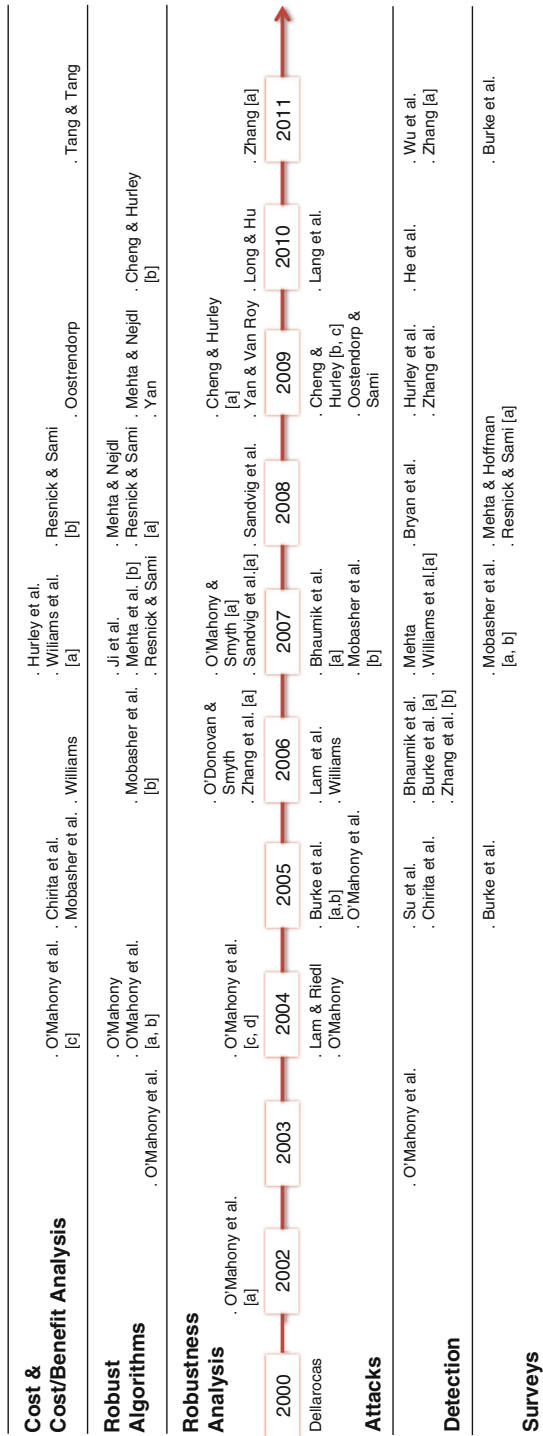 Cost &
Cost/Benefit Analysis
. O'Mahony et al.
[c]
. Chirita et al.
. Mobasher et al.
. Williams
. Hurley et al.
. Wiliams et al.
[a]
. Resnick & Sami
[b]
. Oostrendorp
. Tang & Tang
Robust
Algorithms
. O'Mahony et al.
. O'Mahony
. O'Mahony et al.
[a, b]
. Mobasher et al.
[b]
. Ji et al.
. Mehta et al. [b]
. Resnick & Sami
. Mehta & Nejdl
. Resnick & Sami
[a]
. Mehta & Nejdl
. Yan
. Cheng & Hurley
[b]
Robustness
Analysis
. O'Mahony et al.
[a]
. O'Mahony et al.
[c, d]
. O'Donovan &
Smyth
. Zhang et al. [a]
. O'Mahony &
Smyth [a]
. Sandvig et al.[a]
. Sandvig et al.
. Cheng & Hurley
[a]
. Yan & Van Roy
. Long & Hu
. Zhang [a]
2000
2002
2003
2004
2005
2006
2007
2008
2009
2010
2011
Dellarocas
Attacks
. Lam & Riedl
. O'Mahony
. Burke et al.
[a,b]
. O'Mahony et al.
. Lam et al.
. Williams
. Bhaumik et al.
[a]
. Mobasher et al.
[b]
. Cheng &
Hurley [b, c]
. Oostendorp &
Sami
. Lang et al.
Detection
. O'Mahony et al.
. Su et al.
. Chirita et al.
. Bhaumik et al.
. Burke et al. [a]
. Zhang et al. [b]
. Mehta
. Williams et al.[a]
. Bryan et al.
. Hurley et al.
. Zhang et al.
. He et al.
. Wu et al.
. Zhang [a]
Surveys
. Burke et al.
. Mobasher et al.
[a, b]
. Mehta & Hoffman
. Resnick & Sami [a]
. Burke et al.